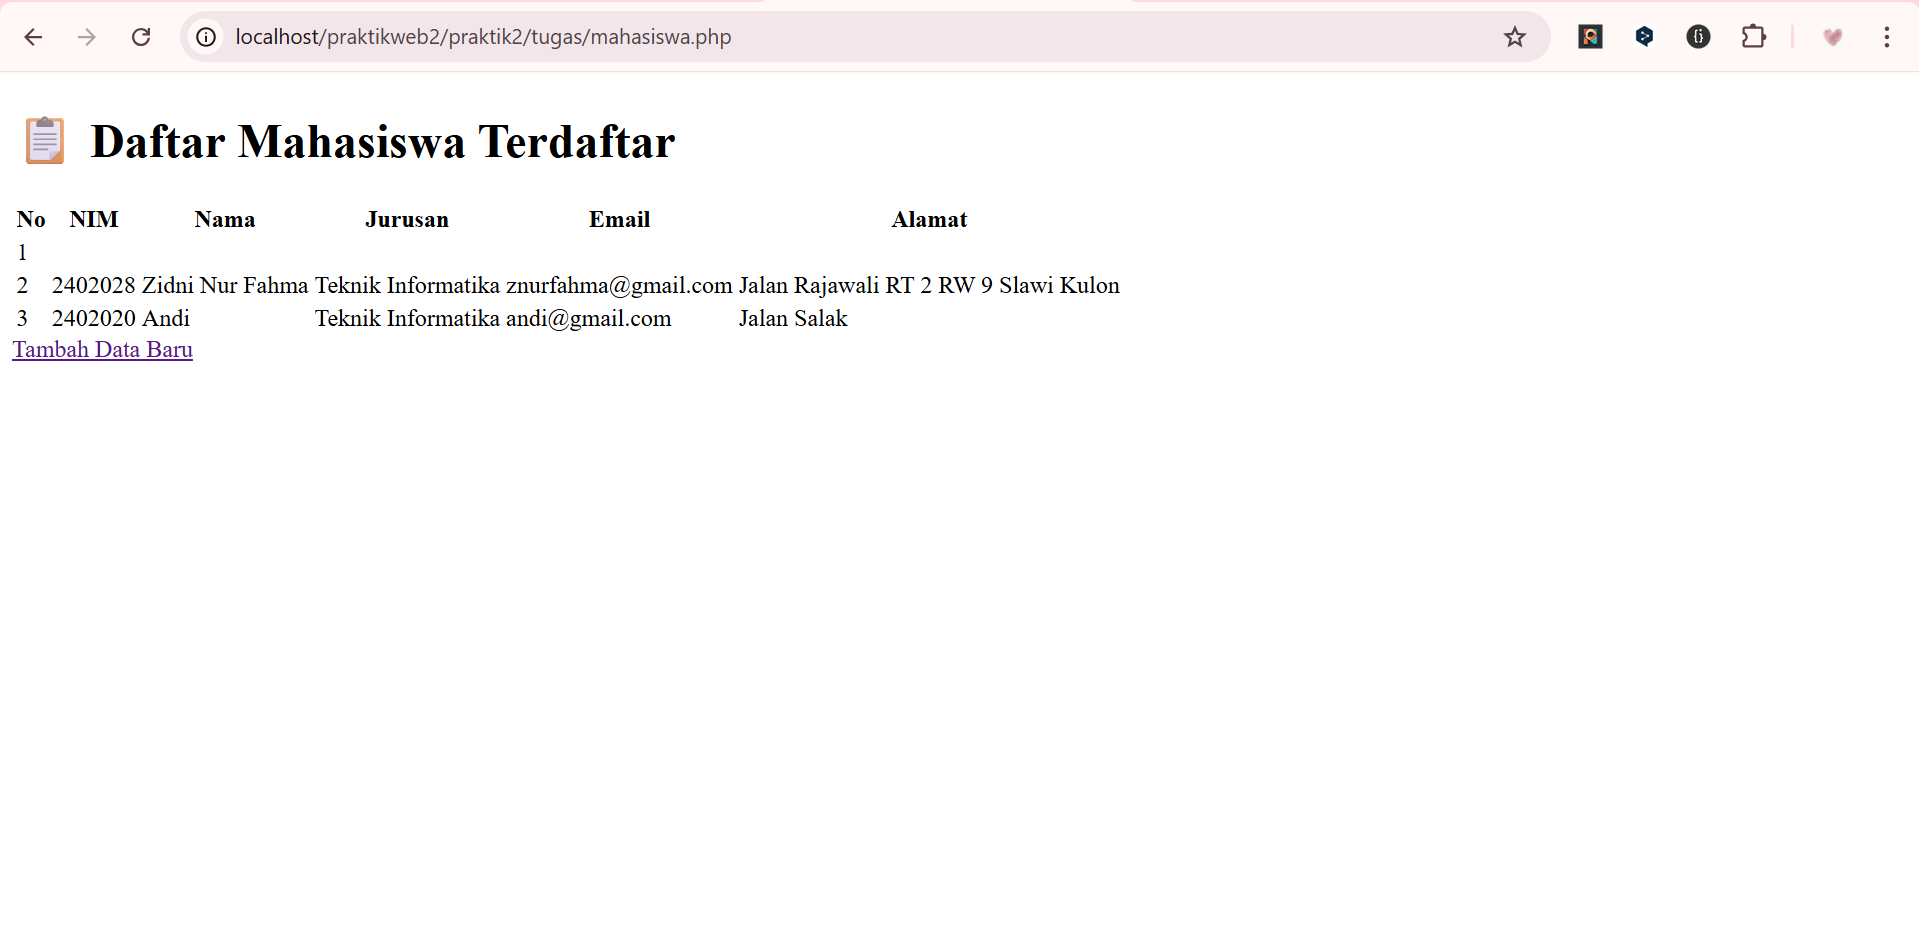 localhost/praktikweb2/praktik2/tugas/mahasiswa.php
Daftar Mahasiswa Terdaftar
No NIM Nama Jurusan Email Alamat
1
2 2402028 Zidni Nur Fahma Teknik Informatika znurfahma@gmail.com Jalan Rajawali RT 2 RW 9 Slawi Kulon
3 2402020 Andi Teknik Informatika andi@gmail.com Jalan Salak
Tambah Data Baru